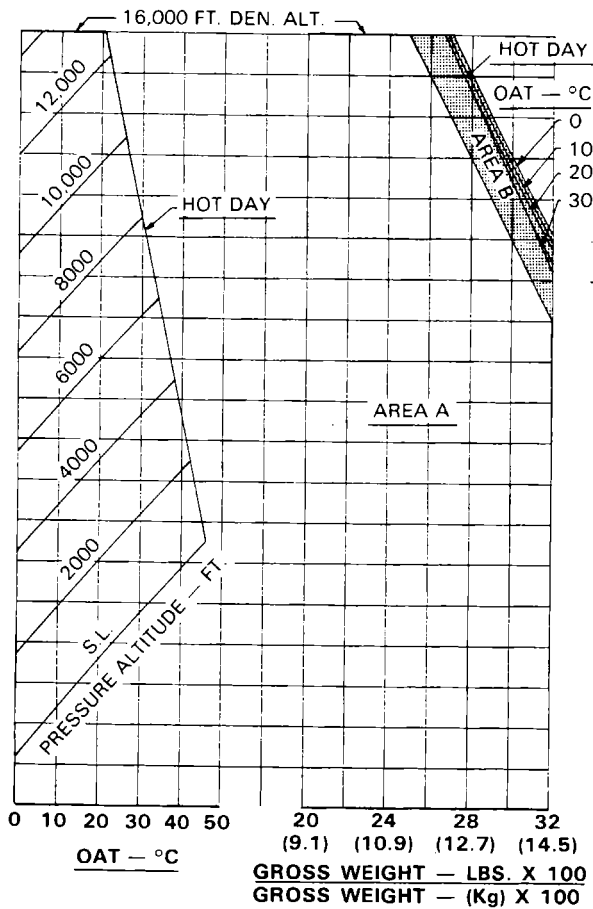 16,000 FT. DEN. ALT.
HOT DAY
OAT — °C
0
10
20
30
12,000
10,000
8000
6000
4000
2000
S.L.
PRESSURE ALTITUDE — FT.
HOT DAY
AREA B
AREA A
0 10 20 30 40 50
OAT — °C
20 24 28 32
(9.1) (10.9) (12.7) (14.5)
GROSS WEIGHT — LBS. X 100
GROSS WEIGHT — (Kg) X 100